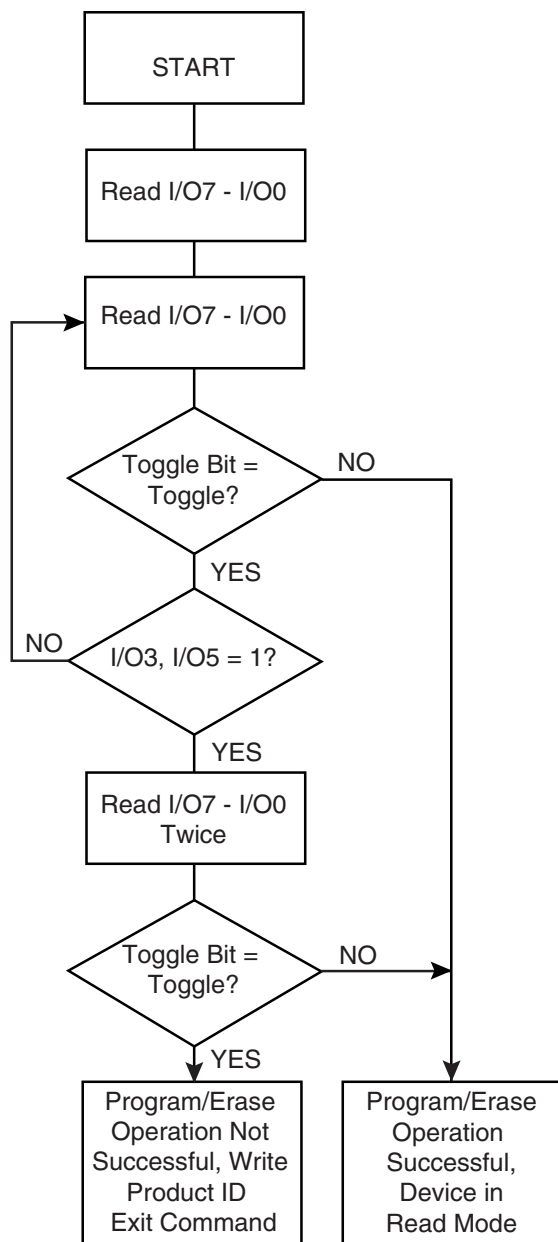 START
Read I/O7 - I/O0
Read I/O7 - I/O0
Toggle Bit =
Toggle?
NO
YES
NO
I/O3, I/O5 = 1?
YES
Read I/O7 - I/O0
Twice
Toggle Bit =
Toggle?
NO
YES
Program/Erase
Operation Not
Successful, Write
Product ID
Exit Command
Program/Erase
Operation
Successful,
Device in
Read Mode